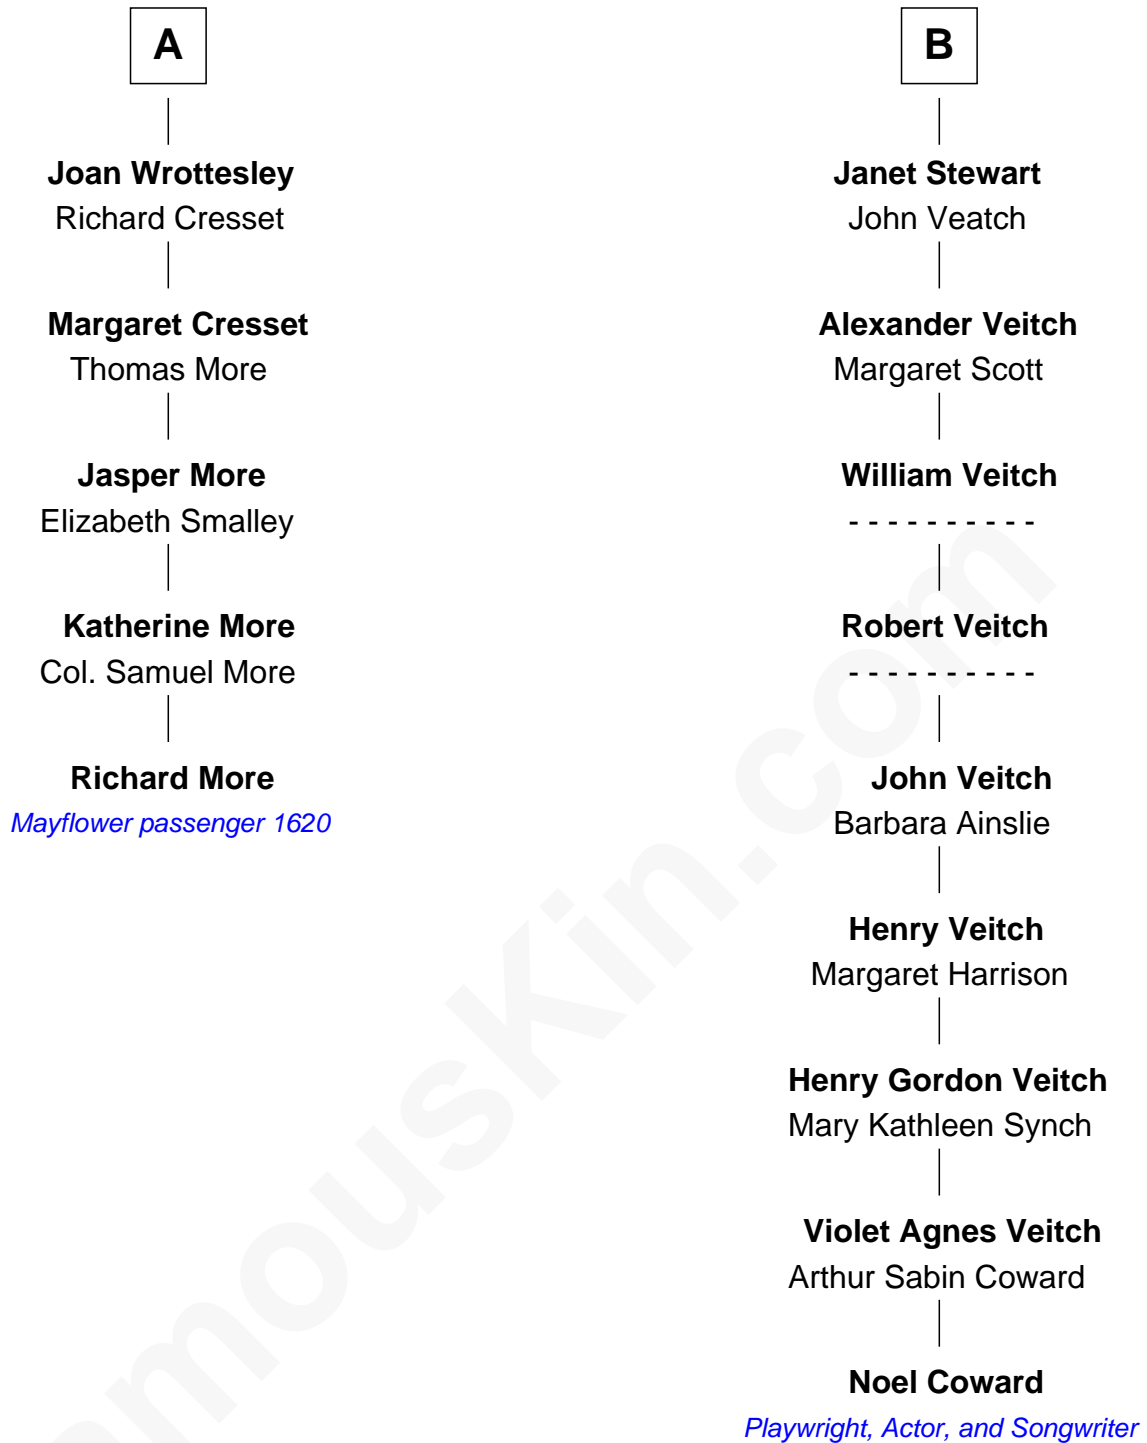 A
Joan Wrottesley
Richard Cresset
Margaret Cresset
Thomas More
Jasper More
Elizabeth Smalley
Katherine More
Col. Samuel More
Richard More
Mayflower passenger 1620
B
Janet Stewart
John Veatch
Alexander Veitch
Margaret Scott
William Veitch
- - - - - - - - - -
Robert Veitch
- - - - - - - - - -
John Veitch
Barbara Ainslie
Henry Veitch
Margaret Harrison
Henry Gordon Veitch
Mary Kathleen Synch
Violet Agnes Veitch
Arthur Sabin Coward
Noel Coward
Playwright, Actor, and Songwriter
amouskin.com